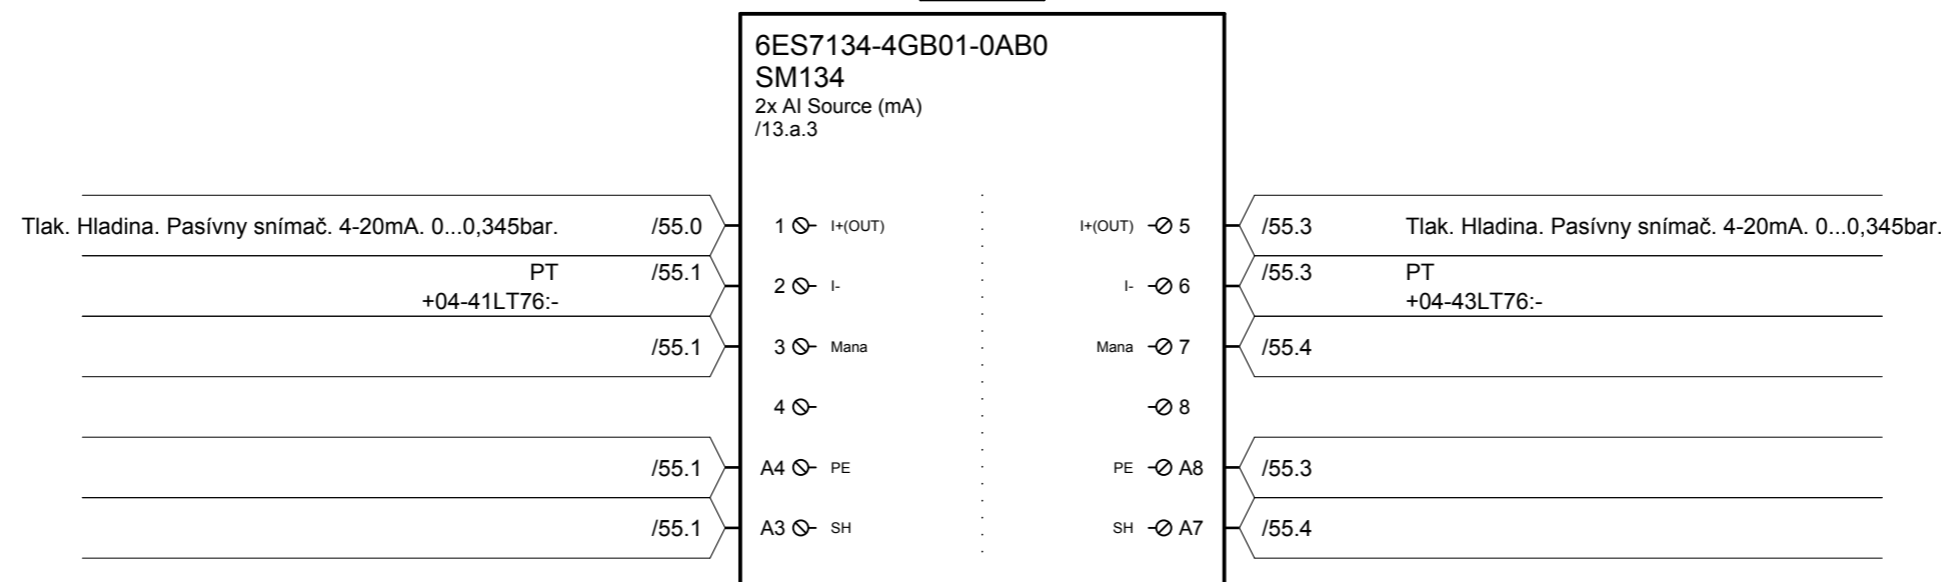 6ES7134-4GB01-0AB0
SM134
2x AI Source (mA)
/13.a.3
Tlak. Hladina. Pasívny snímač. 4-20mA. 0...0,345bar. /55.0 1 I+(OUT) I+(OUT) 5 /55.3 Tlak. Hladina. Pasívny snímač. 4-20mA. 0...0,345bar.
PT /55.1 2 I- I- 6 /55.3 PT
+04-41LT76:- +04-43LT76:-
/55.1 3 Mana Mana 7 /55.4
4 8
/55.1 A4 PE PE A8 /55.3
/55.1 A3 SH SH A7 /55.4